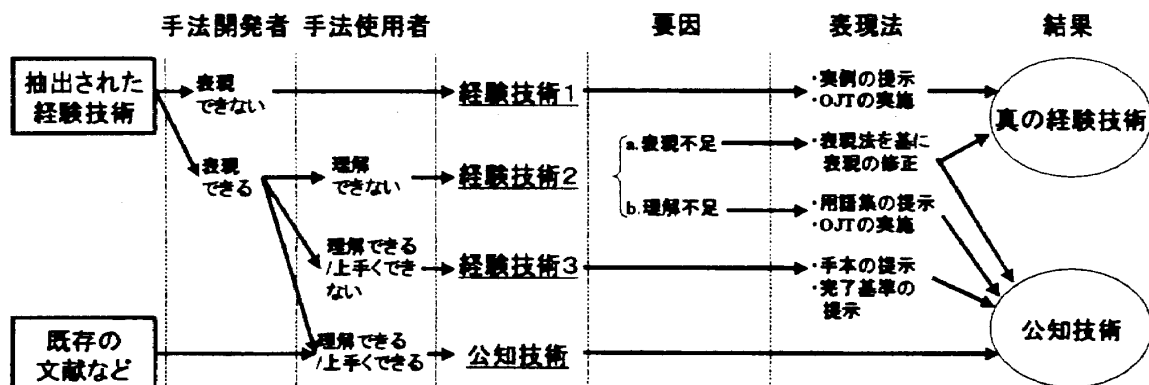 手法開発者 手法使用者 要因 表現法 結果
抽出された
経験技術
表現
できない
経験技術1
・実例の提示
・OJTの実施
真の経験技術
表現
できる
理解
できない
経験技術2
a.表現不足
・表現法を基に
表現の修正
b.理解不足
・用語集の提示
・OJTの実施
理解できる
/上手くでき
ない
経験技術3
・手本の提示
・完了基準の
提示
既存の
文献など
理解できる
/上手くできる
公知技術
公知技術